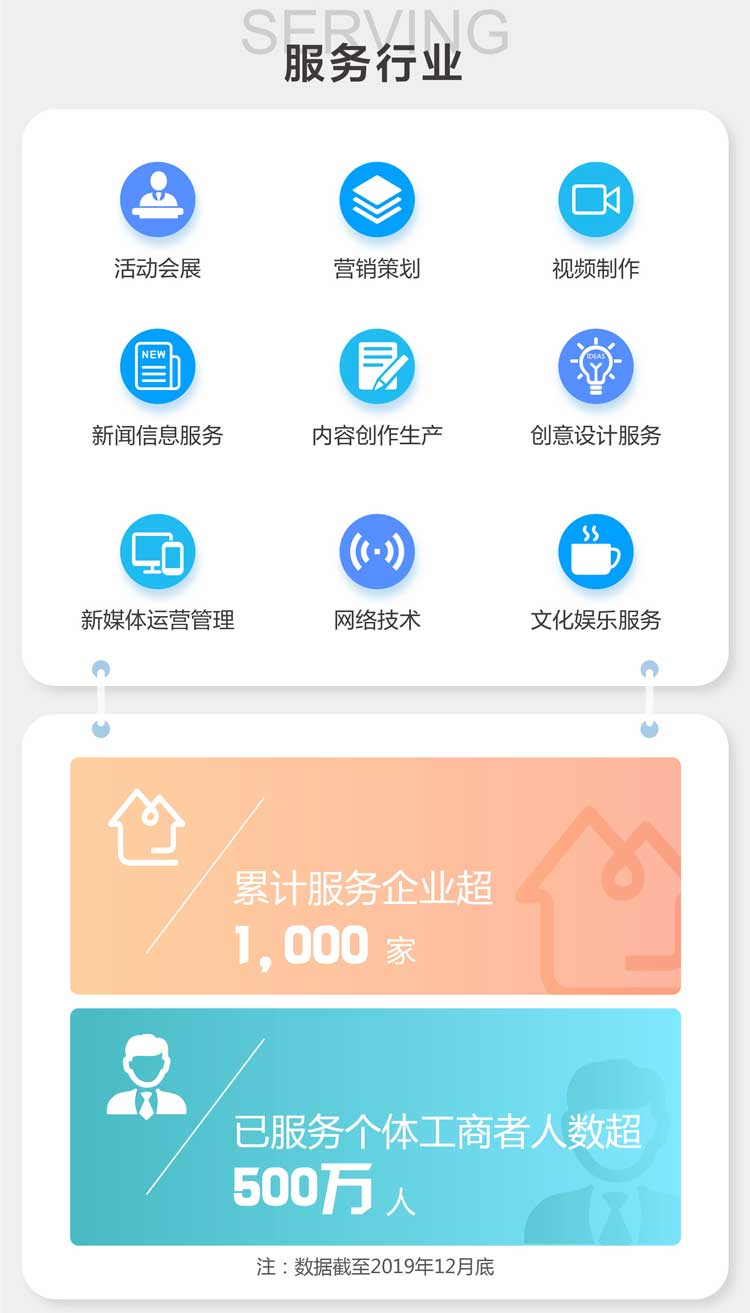 SERVING
服务行业
活动会展 营销策划 视频制作
NEW IDEAS
新闻信息服务 内容创作生产 创意设计服务
新媒体运营管理 网络技术 文化娱乐服务
累计服务企业超
1,000 家
已服务个体工商者人数超
500万 人
注：数据截至2019年12月底